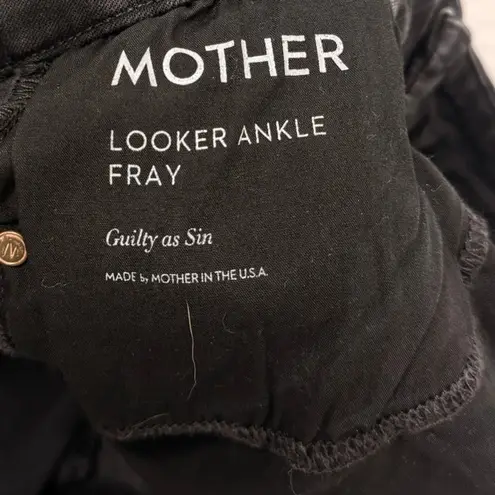 MOTHER
LOOKER ANKLE
FRAY
Guilty as Sin
MADE by MOTHER IN THE U.S.A.